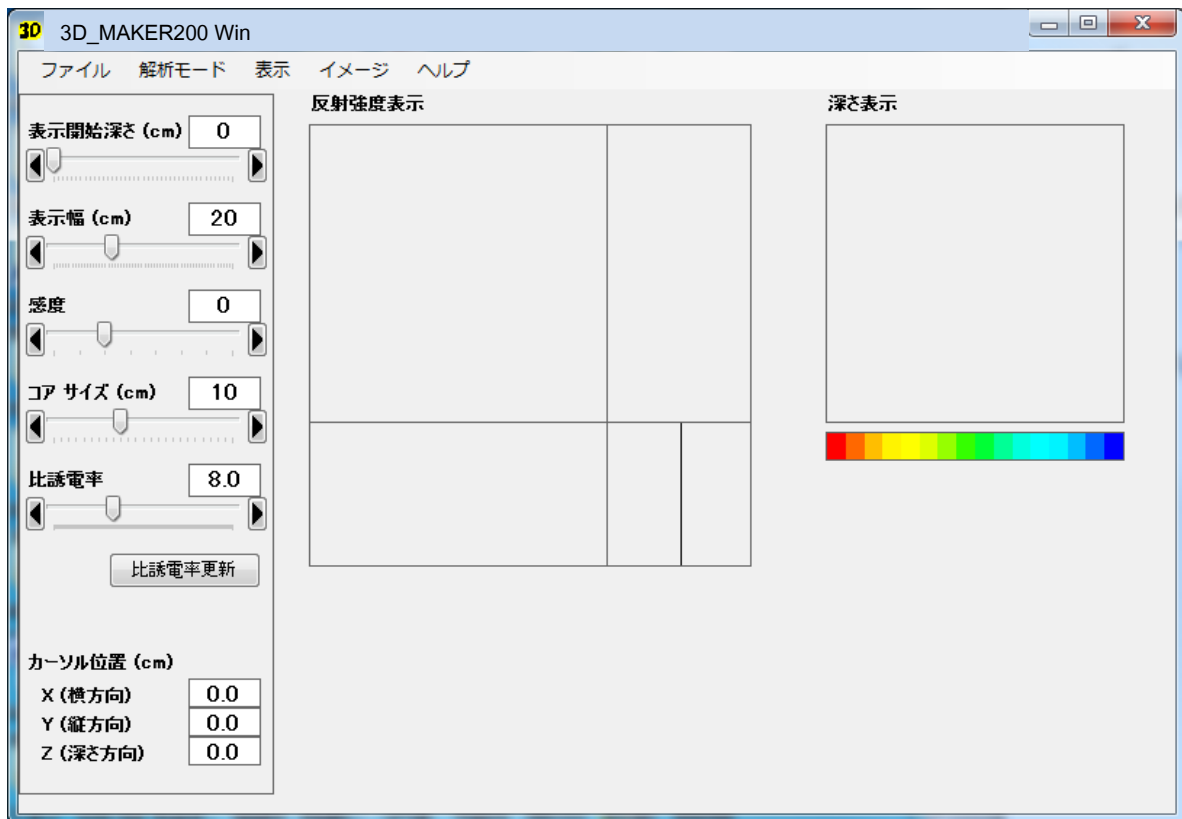 3D 3D_MAKER200 Win
ファイル 解析モード 表示 イメージ ヘルプ
反射強度表示
深さ表示
表示開始深さ (cm) 0
表示幅 (cm) 20
感度 0
コア サイズ (cm) 10
比誘電率 8.0
比誘電率更新
カーソル位置 (cm)
X (横方向) 0.0
Y (縦方向) 0.0
Z (深さ方向) 0.0